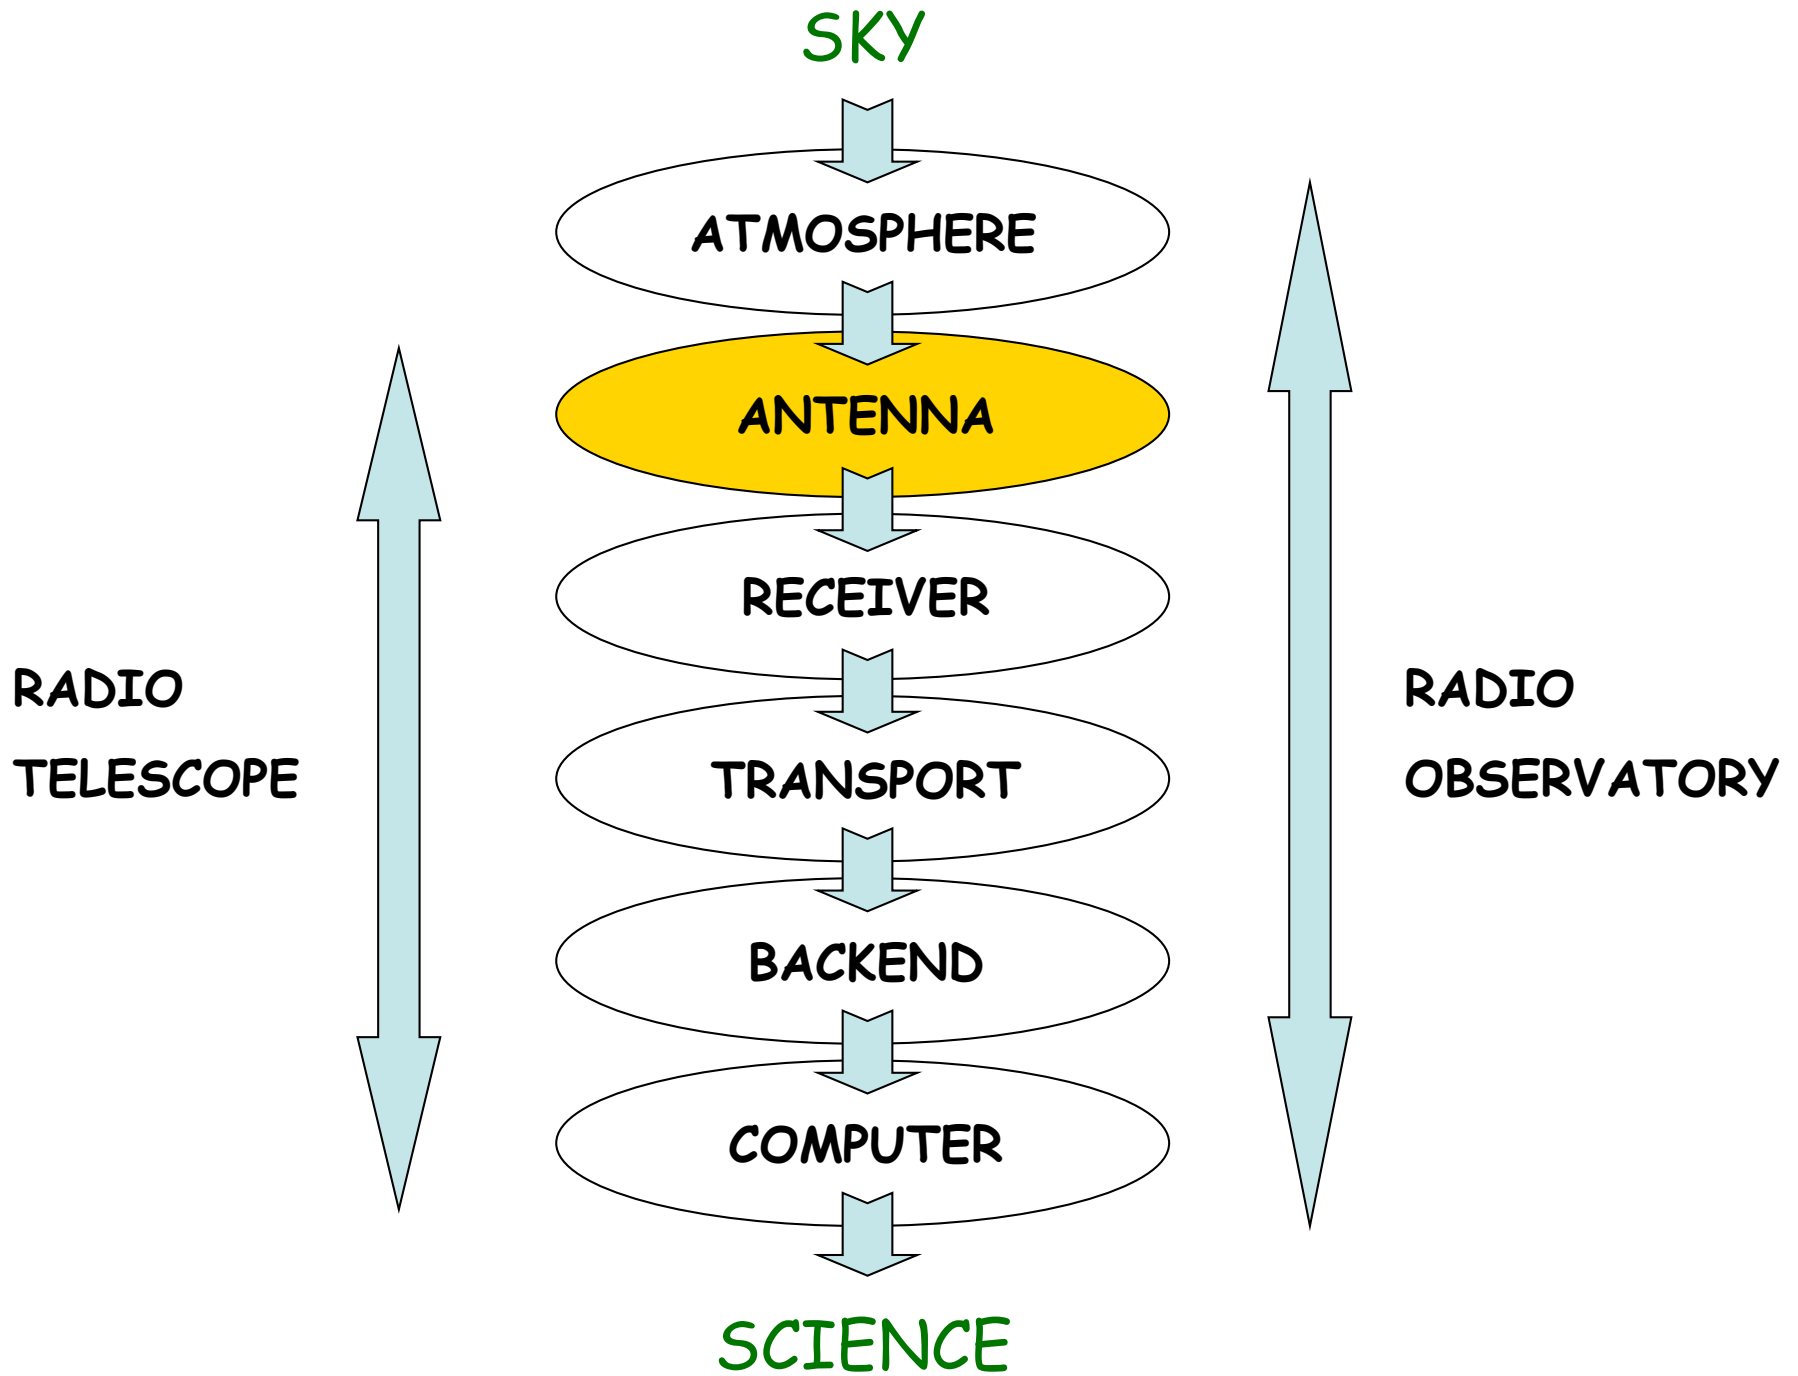 SKY
ATMOSPHERE
ANTENNA
RECEIVER
RADIO
TELESCOPE
RADIO
OBSERVATORY
TRANSPORT
BACKEND
COMPUTER
SCIENCE